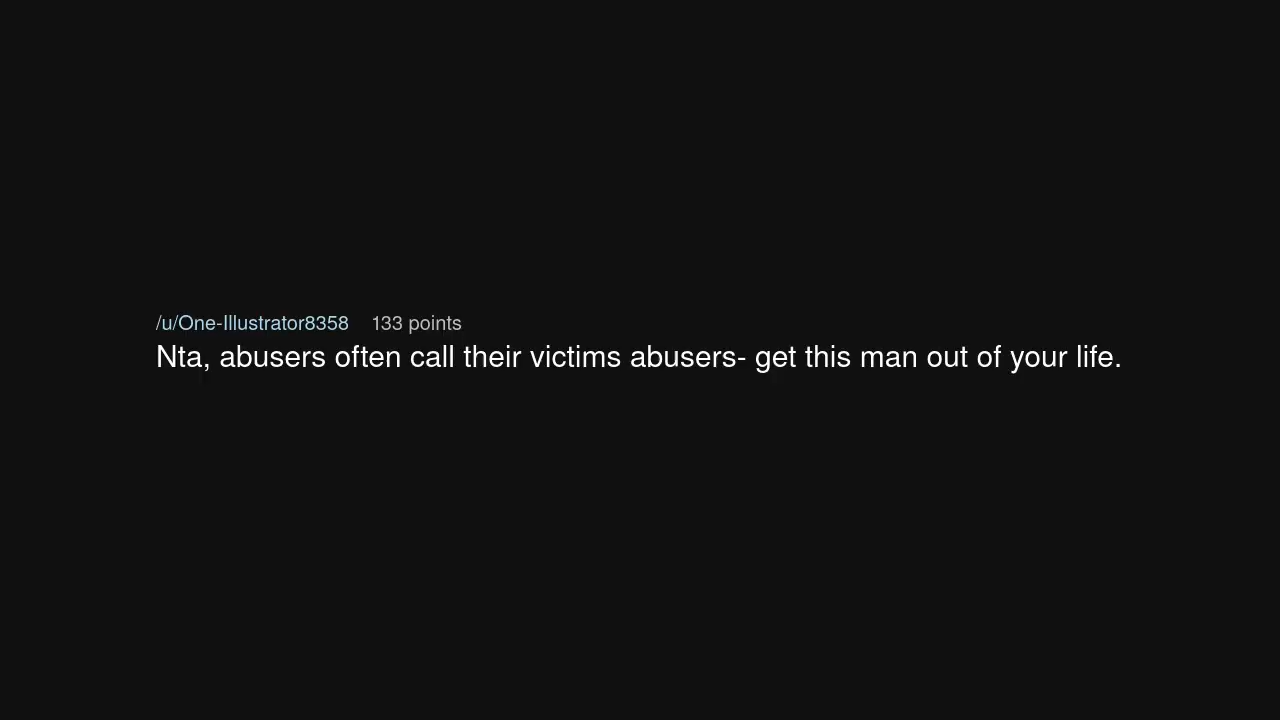 /u/One-Illustrator8358 133 points
Nta, abusers often call their victims abusers- get this man out of your life.